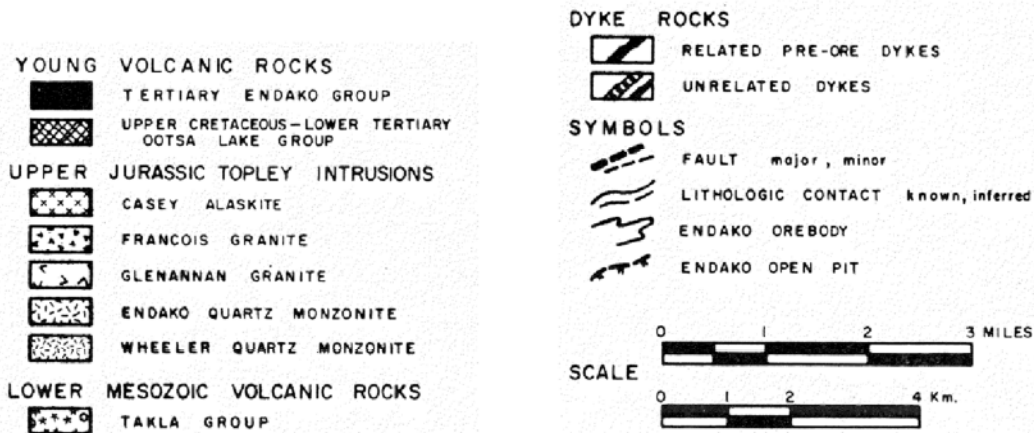 YOUNG VOLCANIC ROCKS
TERTIARY ENDAKO GROUP
UPPER CRETACEOUS-LOWER TERTIARY
OOTSA LAKE GROUP
UPPER JURASSIC TOPLEY INTRUSIONS
CASEY ALASKITE
FRANCOIS GRANITE
GLENANNAN GRANITE
ENDAKO QUARTZ MONZONITE
WHEELER QUARTZ MONZONITE
LOWER MESOZOIC VOLCANIC ROCKS
TAKLA GROUP
DYKE ROCKS
RELATED PRE-ORE DYKES
UNRELATED DYKES
SYMBOLS
FAULT major, minor
LITHOLOGIC CONTACT known, inferred
ENDAKO OREBODY
ENDAKO OPEN PIT
0 1 2 3 MILES
SCALE
0 1 2 4 Km.